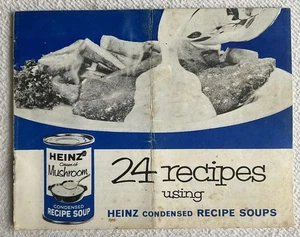 HEINZ
Cream of
Mushroom
CONDENSED
RECIPE SOUP
24 recipes
using
HEINZ CONDENSED RECIPE SOUPS